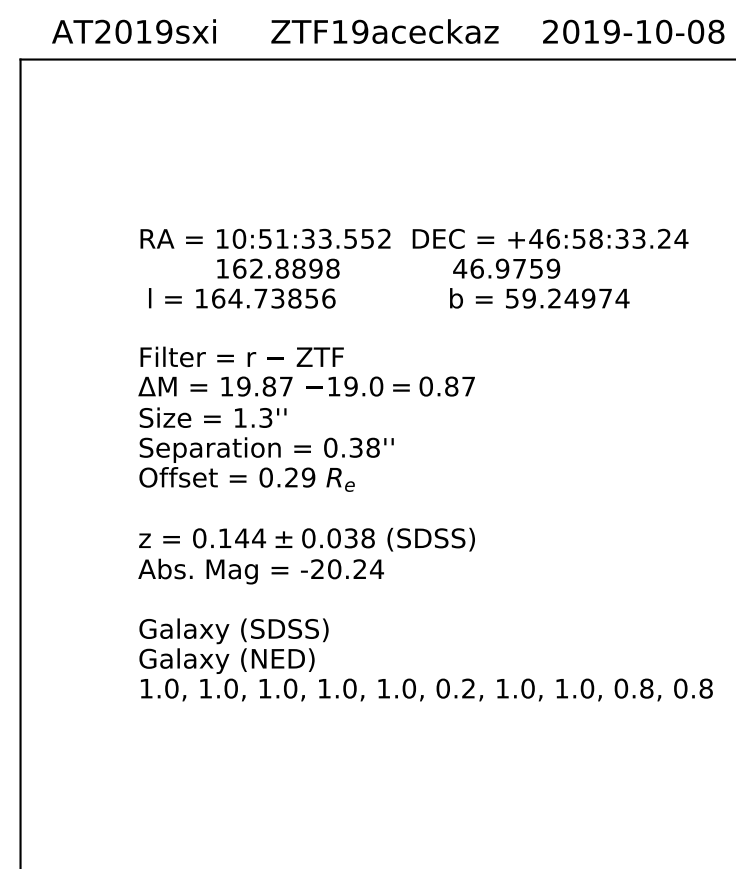 AT2019sxi ZTF19aceckaz 2019-10-08
RA = 10:51:33.552 DEC = +46:58:33.24
162.8898 46.9759
l = 164.73856 b = 59.24974
Filter = r − ZTF
ΔM = 19.87 −19.0 = 0.87
Size = 1.3''
Separation = 0.38''
Offset = 0.29 Rₑ
z = 0.144 ± 0.038 (SDSS)
Abs. Mag = -20.24
Galaxy (SDSS)
Galaxy (NED)
1.0, 1.0, 1.0, 1.0, 1.0, 0.2, 1.0, 1.0, 0.8, 0.8